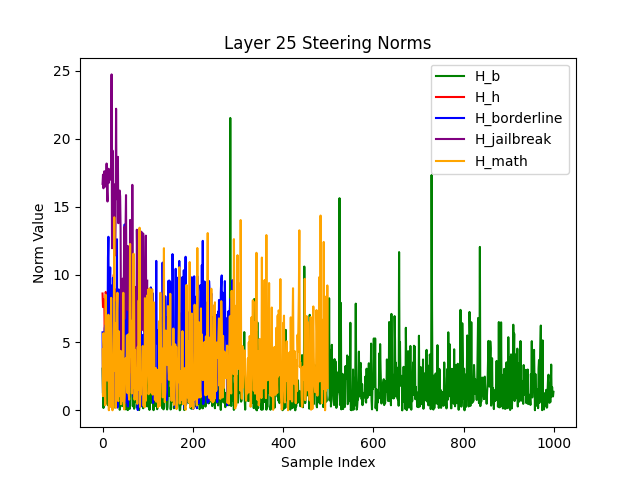 Layer 25 Steering Norms
25
20
15
10
5
0
Norm Value
H_b
H_h
H_borderline
H_jailbreak
H_math
0 200 400 600 800 1000
Sample Index